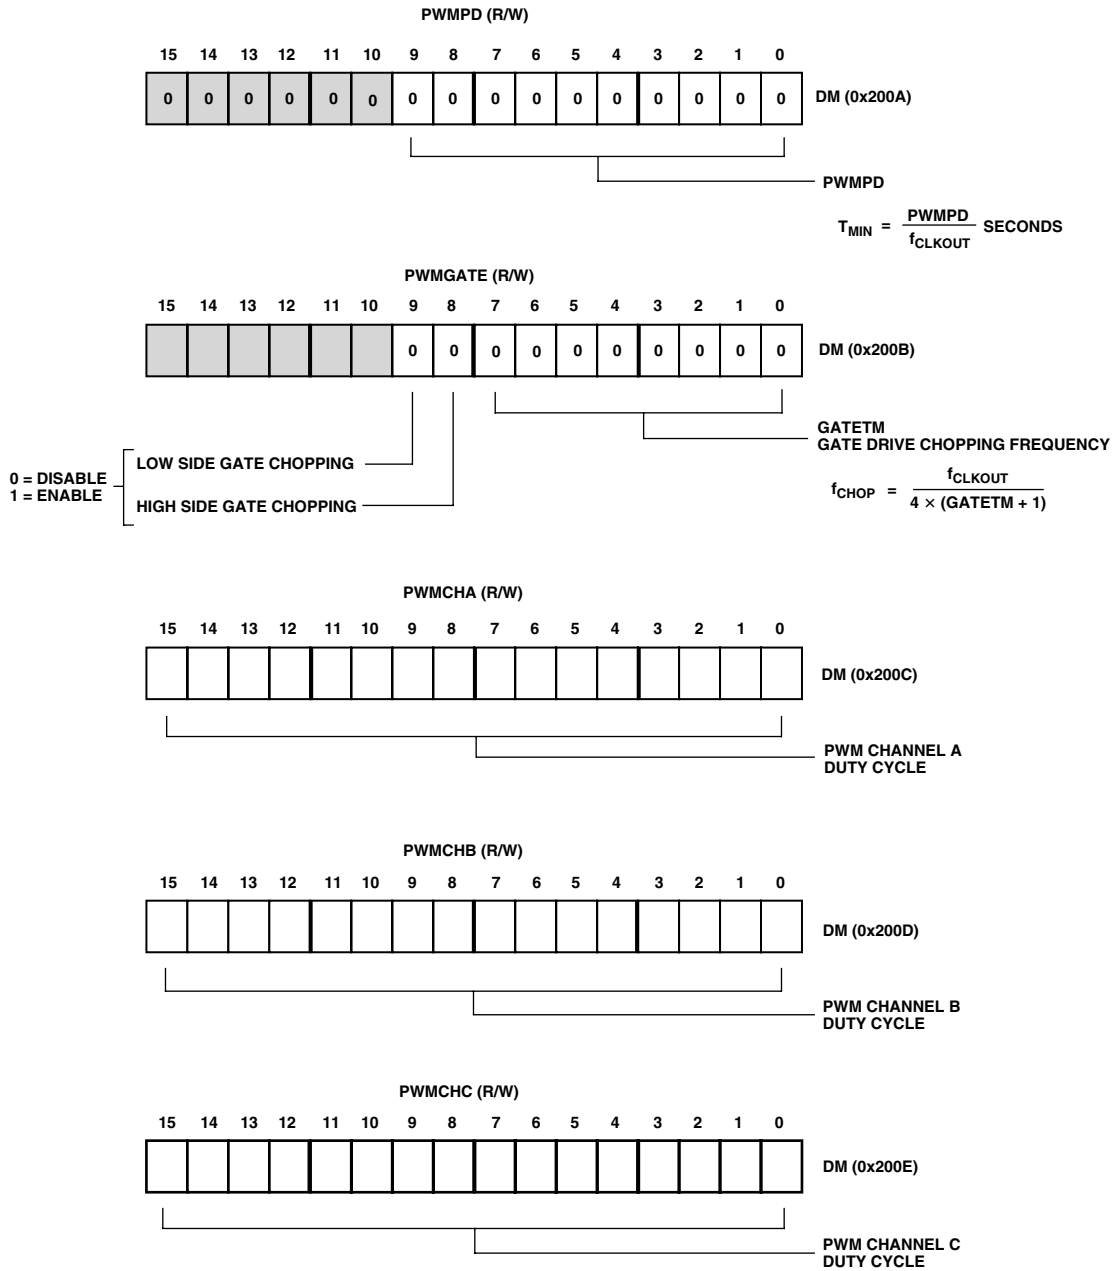 PWMPD (R/W)
15 14 13 12 11 10 9 8 7 6 5 4 3 2 1 0
0 0 0 0 0 0 0 0 0 0 0 0 0 0 0 0 DM (0x200A)
PWMPD
T_MIN = PWMPD / f_CLKOUT SECONDS
PWMGATE (R/W)
15 14 13 12 11 10 9 8 7 6 5 4 3 2 1 0
0 0 0 0 0 0 0 0 0 0 DM (0x200B)
GATETM
GATE DRIVE CHOPPING FREQUENCY
0 = DISABLE
1 = ENABLE
LOW SIDE GATE CHOPPING
HIGH SIDE GATE CHOPPING
f_CHOP = f_CLKOUT / 4 × (GATETM + 1)
PWMCHA (R/W)
15 14 13 12 11 10 9 8 7 6 5 4 3 2 1 0
DM (0x200C)
PWM CHANNEL A
DUTY CYCLE
PWMCHB (R/W)
15 14 13 12 11 10 9 8 7 6 5 4 3 2 1 0
DM (0x200D)
PWM CHANNEL B
DUTY CYCLE
PWMCHC (R/W)
15 14 13 12 11 10 9 8 7 6 5 4 3 2 1 0
DM (0x200E)
PWM CHANNEL C
DUTY CYCLE